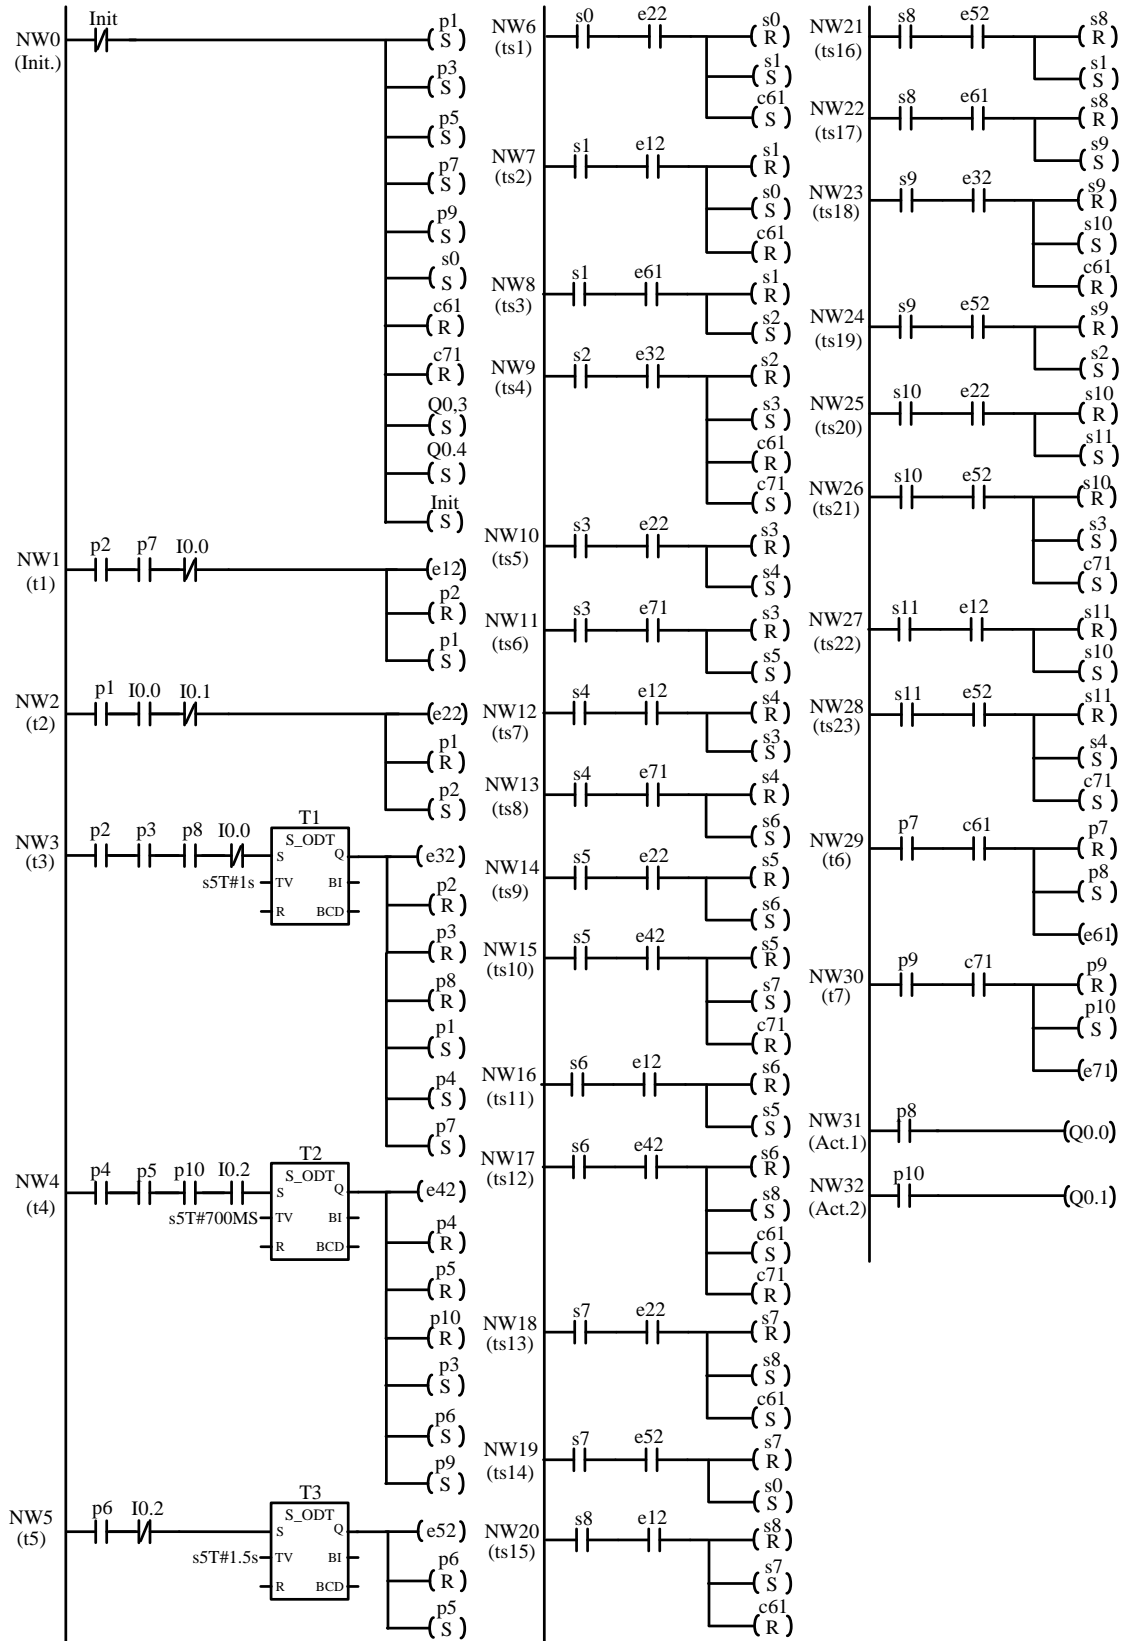 Init
NW0
(Init.)
p1
S
p3
S
p5
S
p7
S
p9
S
s0
S
c61
R
c71
R
Q0,3
S
Q0.4
S
Init
S
NW1
(t1)
p2 p7 I0.0
e12
p2
R
p1
S
NW2
(t2)
p1 I0.0 I0.1
e22
p1
R
p2
S
NW3
(t3)
p2 p3 p8 I0.0
T1
S_ODT
S Q
s5T#1s TV BI
R BCD
e32
p2
R
p3
R
p8
R
p1
S
p4
S
p7
S
NW4
(t4)
p4 p5 p10 I0.2
T2
S_ODT
S Q
s5T#700MS TV BI
R BCD
e42
p4
R
p5
R
p10
R
p3
S
p6
S
p9
S
NW5
(t5)
p6 I0.2
T3
S_ODT
S Q
s5T#1.5s TV BI
R BCD
e52
p6
R
p5
S
NW6
(ts1)
s0 e22
s0
R
s1
S
c61
S
NW7
(ts2)
s1 e12
s1
R
s0
S
c61
R
NW8
(ts3)
s1 e61
s1
R
s2
S
NW9
(ts4)
s2 e32
s2
R
s3
S
c61
R
c71
S
NW10
(ts5)
s3 e22
s3
R
s4
S
NW11
(ts6)
s3 e71
s3
R
s5
S
NW12
(ts7)
s4 e12
s4
R
s3
S
NW13
(ts8)
s4 e71
s4
R
s6
S
NW14
(ts9)
s5 e22
s5
R
s6
S
NW15
(ts10)
s5 e42
s5
R
s7
S
c71
R
NW16
(ts11)
s6 e12
s6
R
s5
S
NW17
(ts12)
s6 e42
s6
R
s8
S
c61
S
c71
R
NW18
(ts13)
s7 e22
s7
R
s8
S
c61
S
NW19
(ts14)
s7 e52
s7
R
s0
S
NW20
(ts15)
s8 e12
s8
R
s7
S
c61
R
NW21
(ts16)
s8 e52
s8
R
s1
S
NW22
(ts17)
s8 e61
s8
R
s9
S
NW23
(ts18)
s9 e32
s9
R
s10
S
c61
R
NW24
(ts19)
s9 e52
s9
R
s2
S
NW25
(ts20)
s10 e22
s10
R
s11
S
NW26
(ts21)
s10 e52
s10
R
s3
S
c71
S
NW27
(ts22)
s11 e12
s11
R
s10
S
NW28
(ts23)
s11 e52
s11
R
s4
S
c71
S
NW29
(t6)
p7 c61
p7
R
p8
S
e61
NW30
(t7)
p9 c71
p9
R
p10
S
e71
NW31
(Act.1)
p8
Q0.0
NW32
(Act.2)
p10
Q0.1